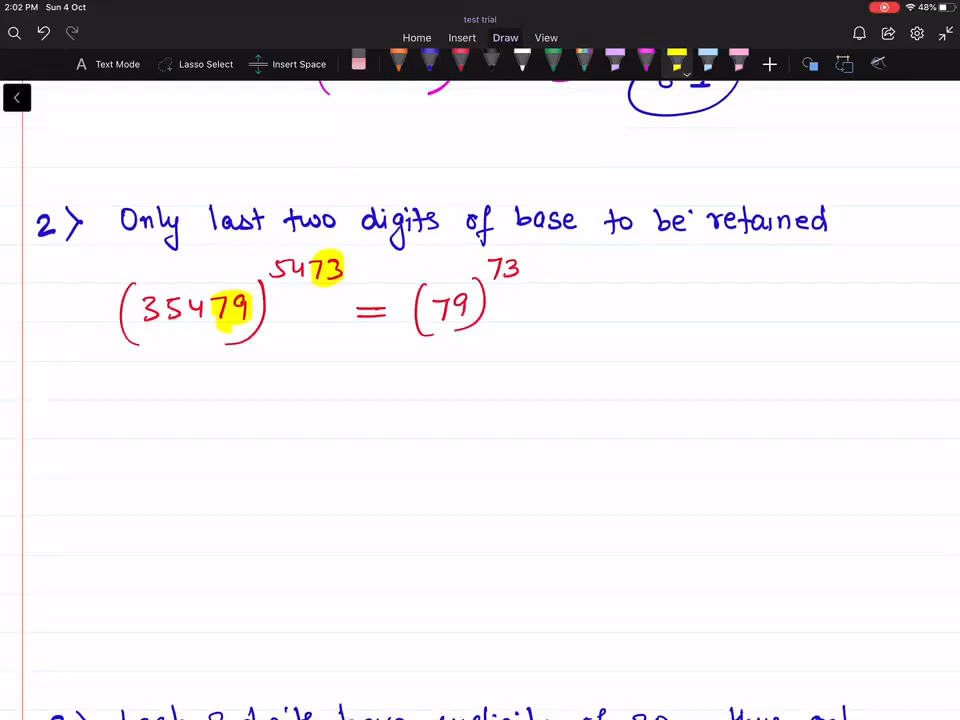 2:02 PM Sun 4 Oct 48%
test trial
Home Insert Draw View
Text Mode Lasso Select Insert Space
2> Only last two digits of base to be retained
(35479)^5473 = (79)^73